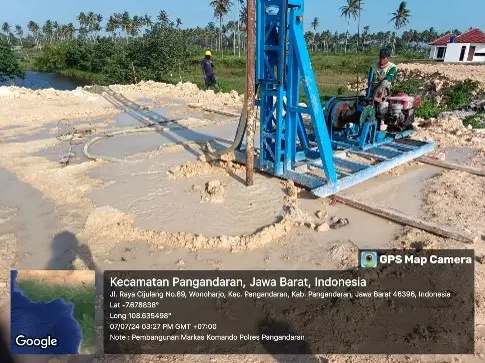 GPS Map Camera
Kecamatan Pangandaran, Jawa Barat, Indonesia
Jl. Raya Cijulang No.69, Wonoharjo, Kec. Pangandaran, Kab. Pangandaran, Jawa Barat 46396, Indonesia
Lat -7.678838°
Long 108.635498°
07/07/24 03:27 PM GMT +07:00
Note : Pembangunan Markas Komando Polres Pangandaran
Google